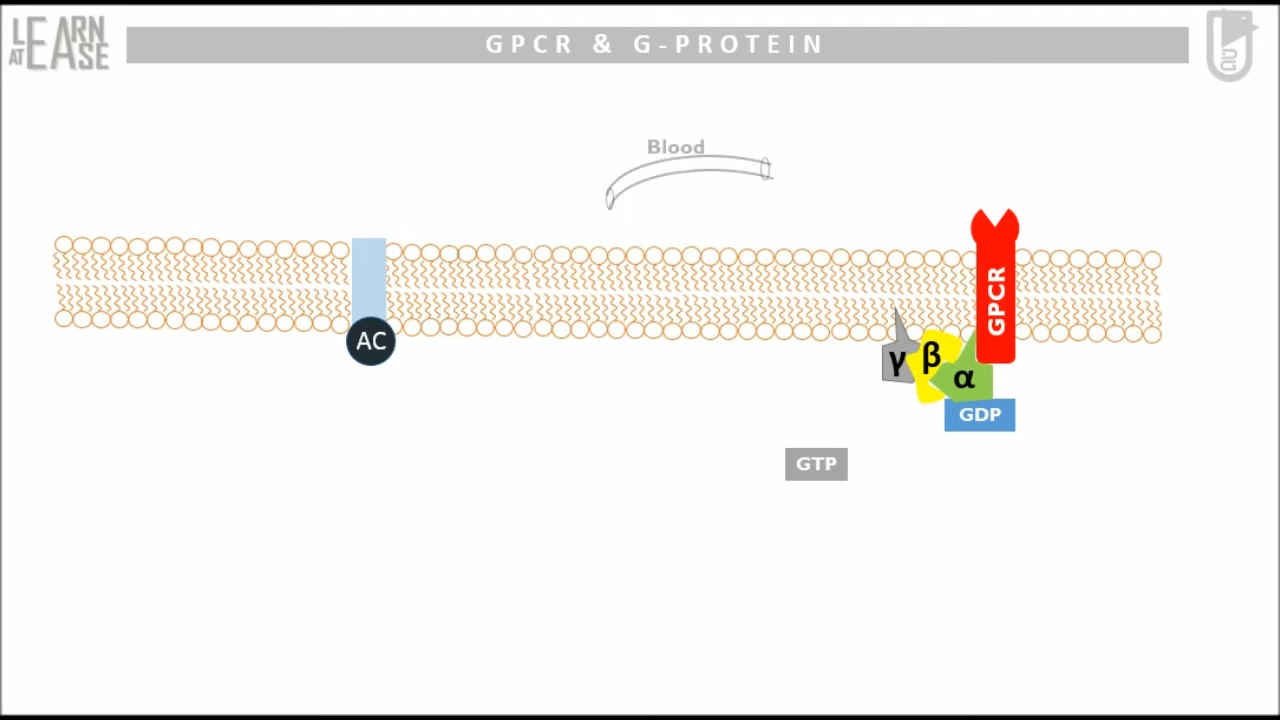 LEARN
AT EASE
GPCR & G-PROTEIN
Blood
GPCR
AC
γ
β
α
GDP
GTP